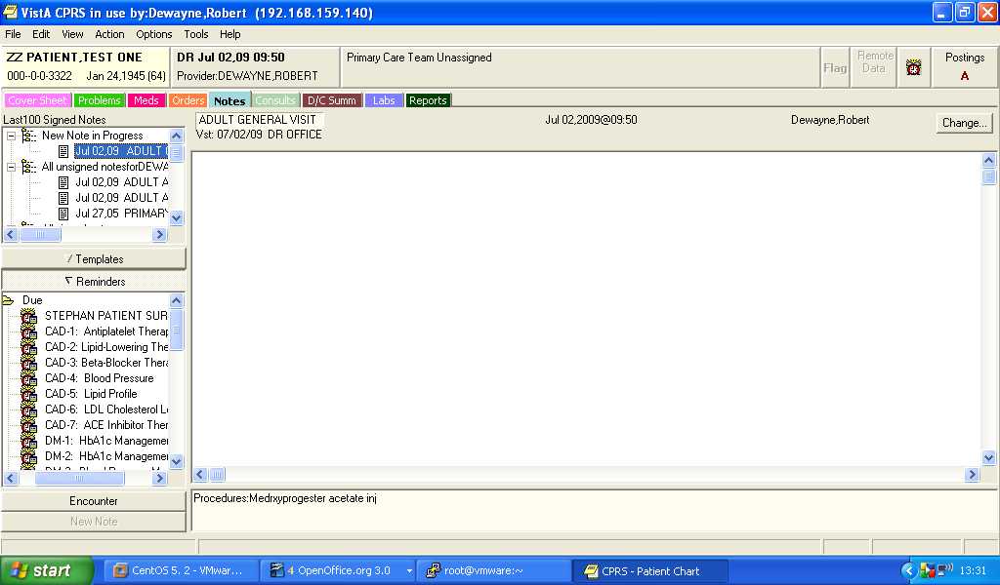 VistA CPRS in use by:Dewayne,Robert (192.168.159.140)
File Edit View Action Options Tools Help
ZZ PATIENT,TEST ONE
000--0-0-3322 Jan 24,1945 (64)
DR Jul 02,09 09:50
Provider:DEWAYNE,ROBERT
Primary Care Team Unassigned
Flag
Remote
Data
Postings
A
Cover Sheet Problems Meds Orders Notes Consults D/C Summ Labs Reports
Last100 Signed Notes
New Note in Progress
Jul 02,09 ADULT
All unsigned notesforDEWA
Jul 02,09 ADULT A
Jul 02,09 ADULT A
Jul 27,05 PRIMARY
Templates
Reminders
Due
STEPHAN PATIENT SUR
CAD-1: Antiplatelet Therap
CAD-2: Lipid-Lowering The
CAD-3: Beta-Blocker Thera
CAD-4: Blood Pressure
CAD-5: Lipid Profile
CAD-6: LDL Cholesterol Le
CAD-7: ACE Inhibitor Ther
DM-1: HbA1c Managemer
DM-2: HbA1c Managemer
Encounter
New Note
ADULT GENERAL VISIT
Vst: 07/02/09 DR OFFICE
Jul 02,2009@09:50
Dewayne,Robert
Change...
Procedures:Medrxyprogester acetate inj
start
CentOS 5. 2 - VMwar...
4 OpenOffice.org 3.0
root@vmware:~
CPRS - Patient Chart
13:31